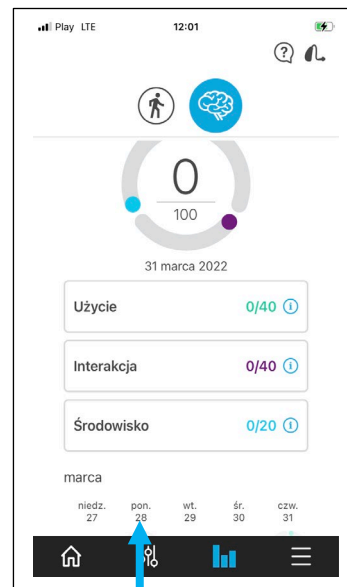 Play LTE 12:01
0
100
31 marca 2022
Użycie 0/40
Interakcja 0/40
Środowisko 0/20
marca
niedz. pon. wt. śr. czw.
27 28 29 30 31